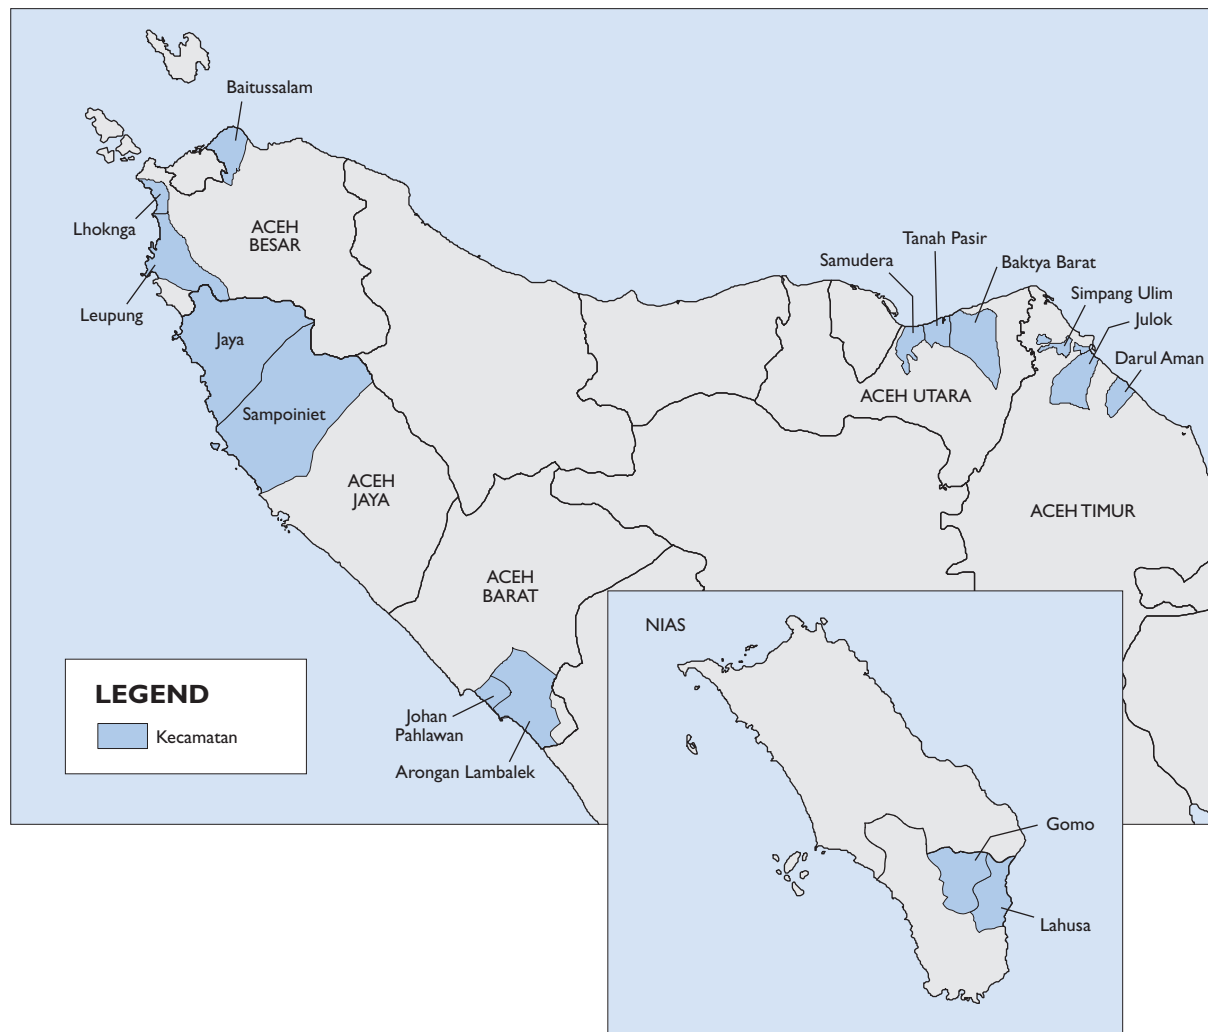 Baitussalam
Lhoknga
ACEH
BESAR
Leupung
Jaya
Sampoiniet
ACEH
JAYA
Tanah Pasir
Samudera
Baktya Barat
Simpang Ulim
Julok
Darul Aman
ACEH UTARA
ACEH TIMUR
ACEH
BARAT
Johan
Pahlawan
Arongan Lambalek
LEGEND
Kecamatan
NIAS
Gomo
Lahusa